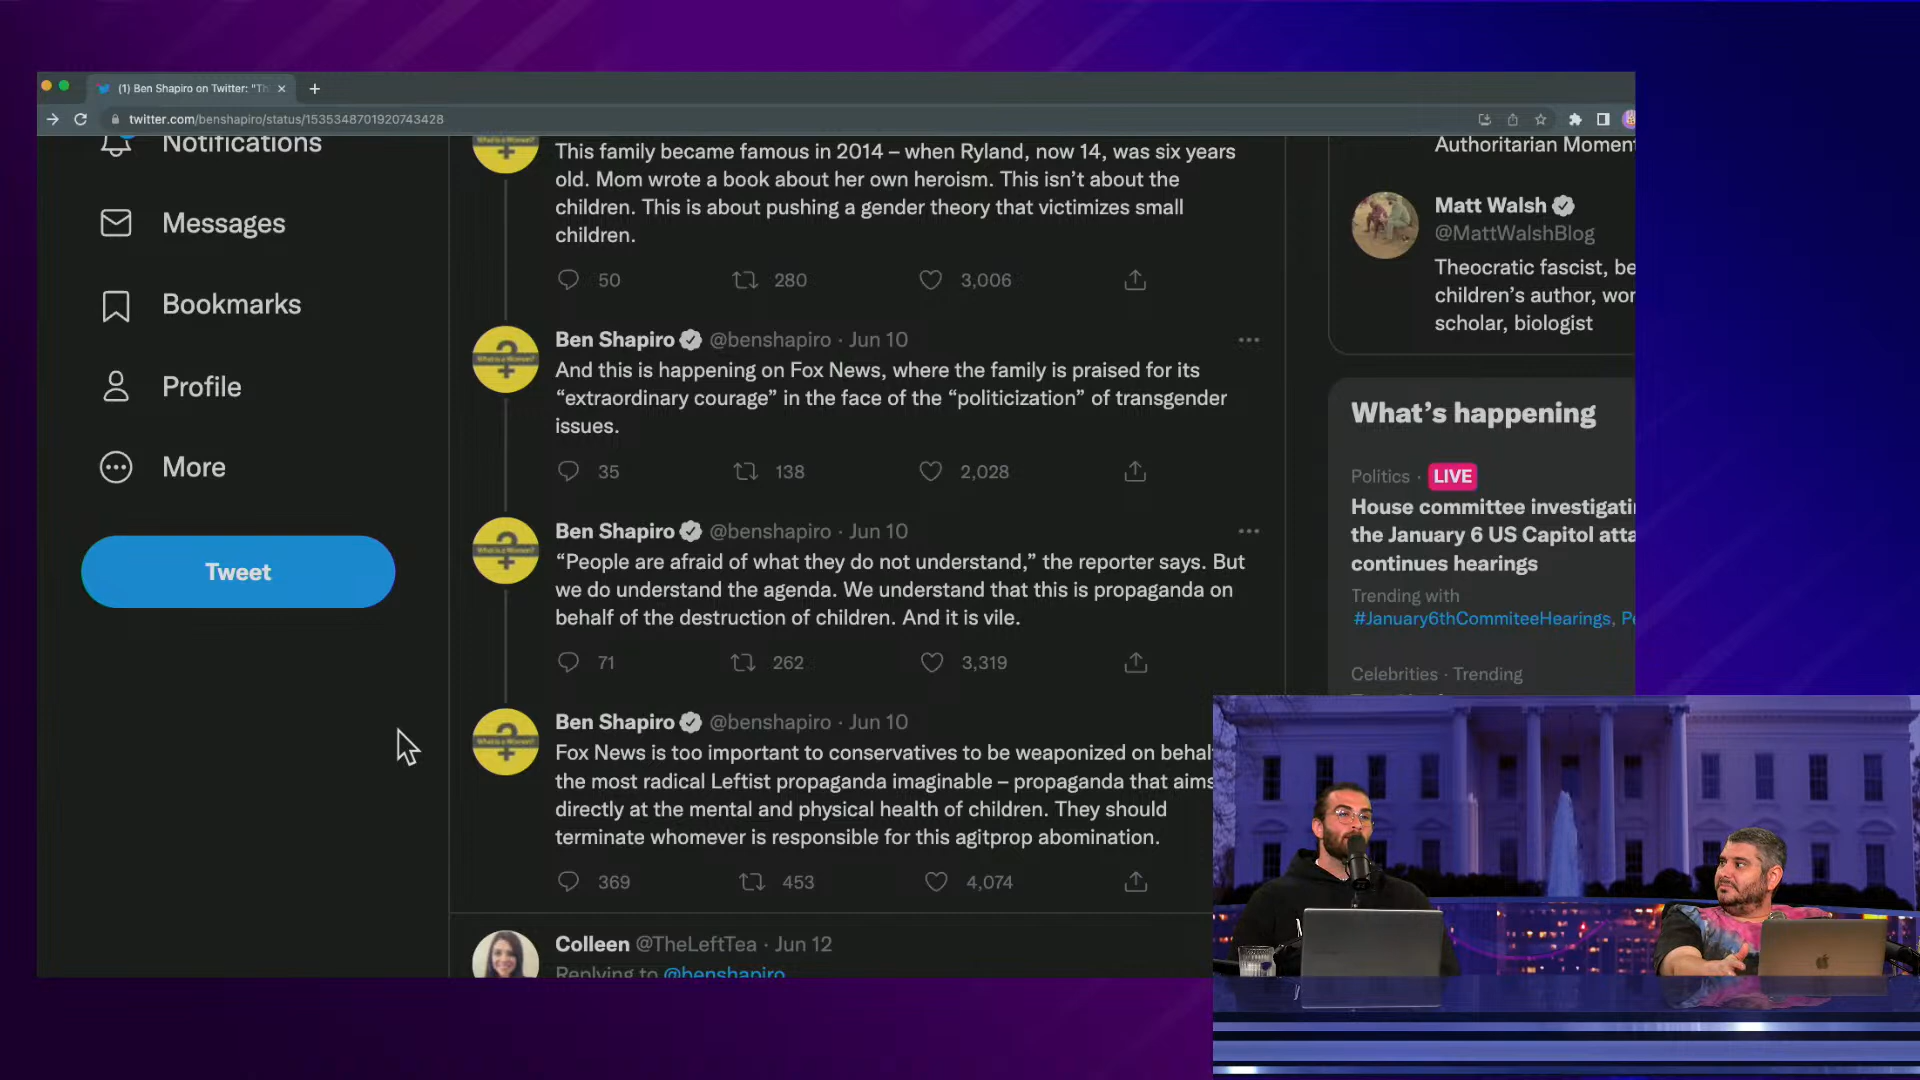 (1) Ben Shapiro on Twitter: "Th
twitter.com/benshapiro/status/1535348701920743428
Notifications
Messages
Bookmarks
Profile
More
Tweet
This family became famous in 2014 – when Ryland, now 14, was six years
old. Mom wrote a book about her own heroism. This isn't about the
children. This is about pushing a gender theory that victimizes small
children.
50 280 3,006
Ben Shapiro @benshapiro · Jun 10
And this is happening on Fox News, where the family is praised for its
“extraordinary courage” in the face of the “politicization” of transgender
issues.
35 138 2,028
Ben Shapiro @benshapiro · Jun 10
“People are afraid of what they do not understand,” the reporter says. But
we do understand the agenda. We understand that this is propaganda on
behalf of the destruction of children. And it is vile.
71 262 3,319
Ben Shapiro @benshapiro · Jun 10
Fox News is too important to conservatives to be weaponized on behalf
the most radical Leftist propaganda imaginable – propaganda that aims
directly at the mental and physical health of children. They should
terminate whomever is responsible for this agitprop abomination.
369 453 4,074
Colleen @TheLeftTea · Jun 12
Replying to @benshapiro
Authoritarian Momen
Matt Walsh
@MattWalshBlog
Theocratic fascist, be
children's author, wor
scholar, biologist
What's happening
Politics · LIVE
House committee investigati
the January 6 US Capitol atta
continues hearings
Trending with
#January6thCommiteeHearings, P
Celebrities · Trending